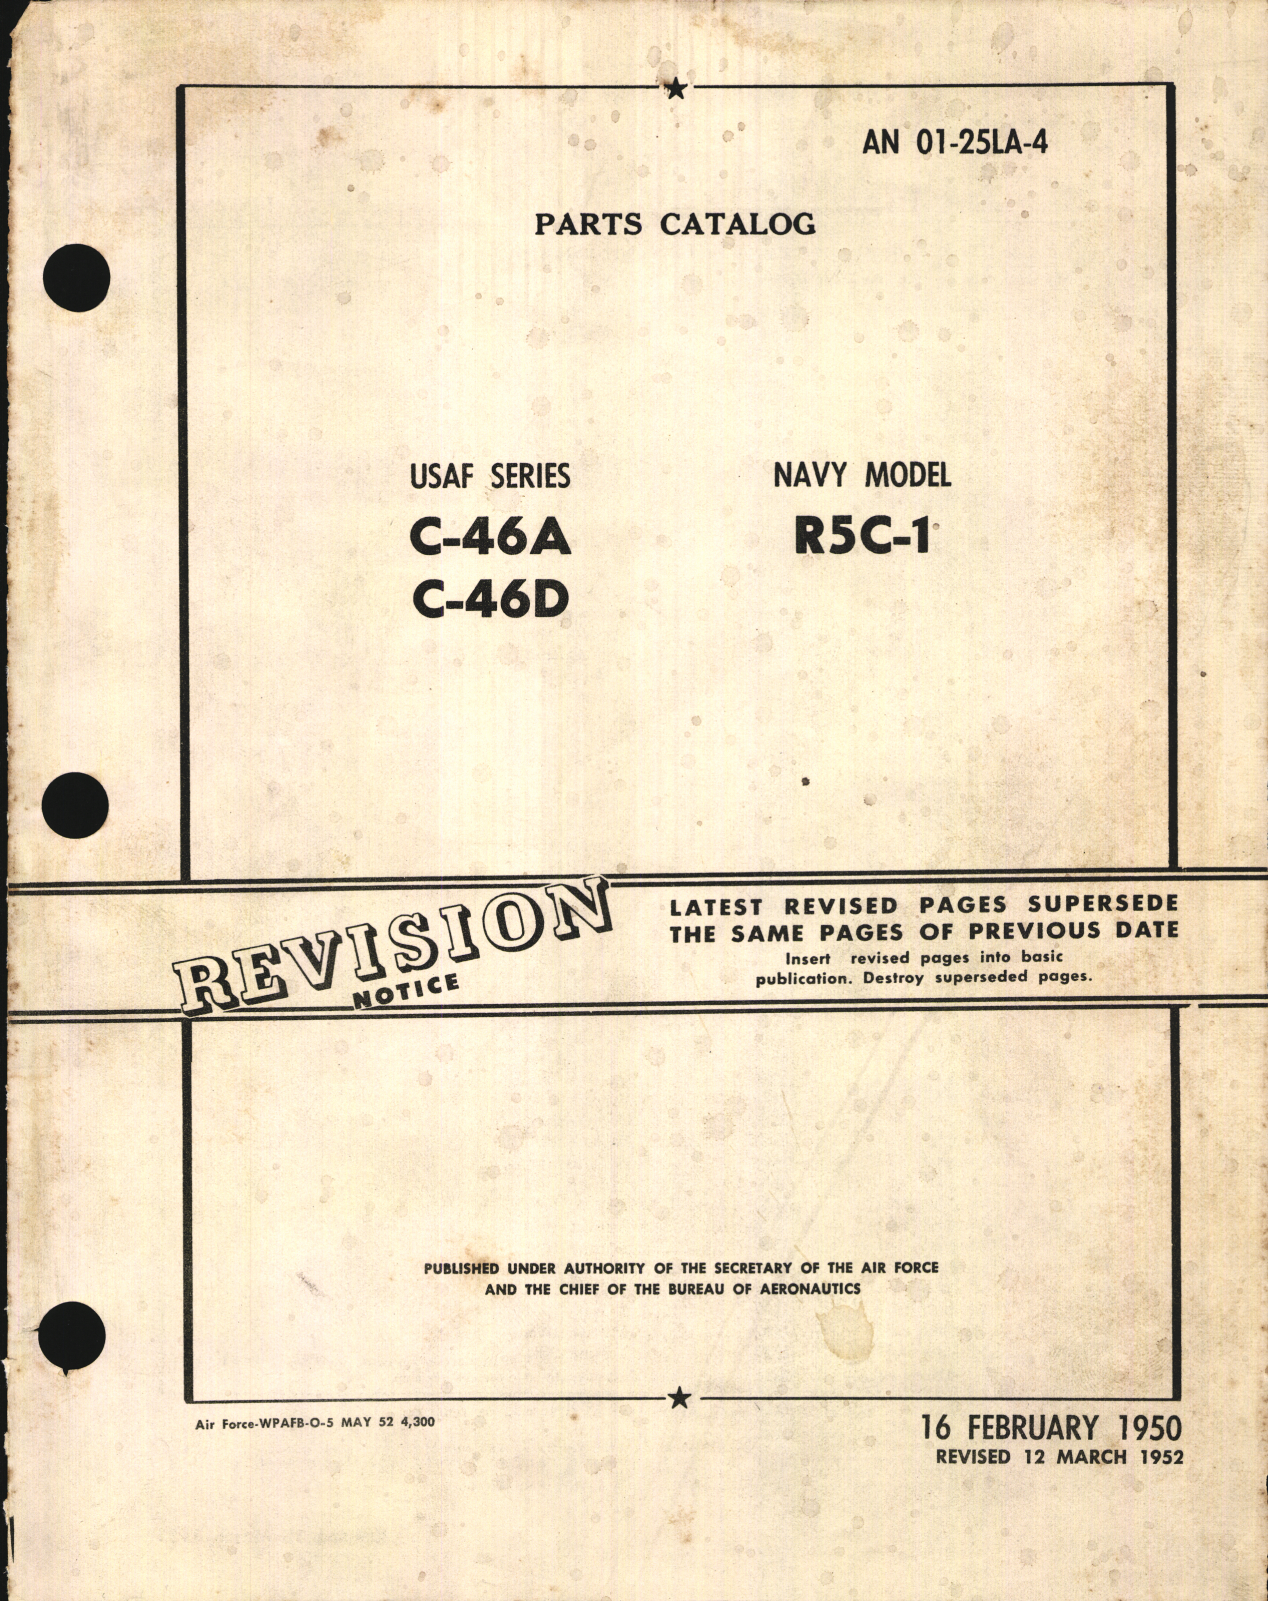 AN 01-25LA-4
PARTS CATALOG
USAF SERIES
C-46A
C-46D
NAVY MODEL
R5C-1
REVISION
NOTICE
LATEST REVISED PAGES SUPERSEDE
THE SAME PAGES OF PREVIOUS DATE
Insert revised pages into basic
publication. Destroy superseded pages.
PUBLISHED UNDER AUTHORITY OF THE SECRETARY OF THE AIR FORCE
AND THE CHIEF OF THE BUREAU OF AERONAUTICS
Air Force-WPAFB-O-5 MAY 52 4,300
16 FEBRUARY 1950
REVISED 12 MARCH 1952